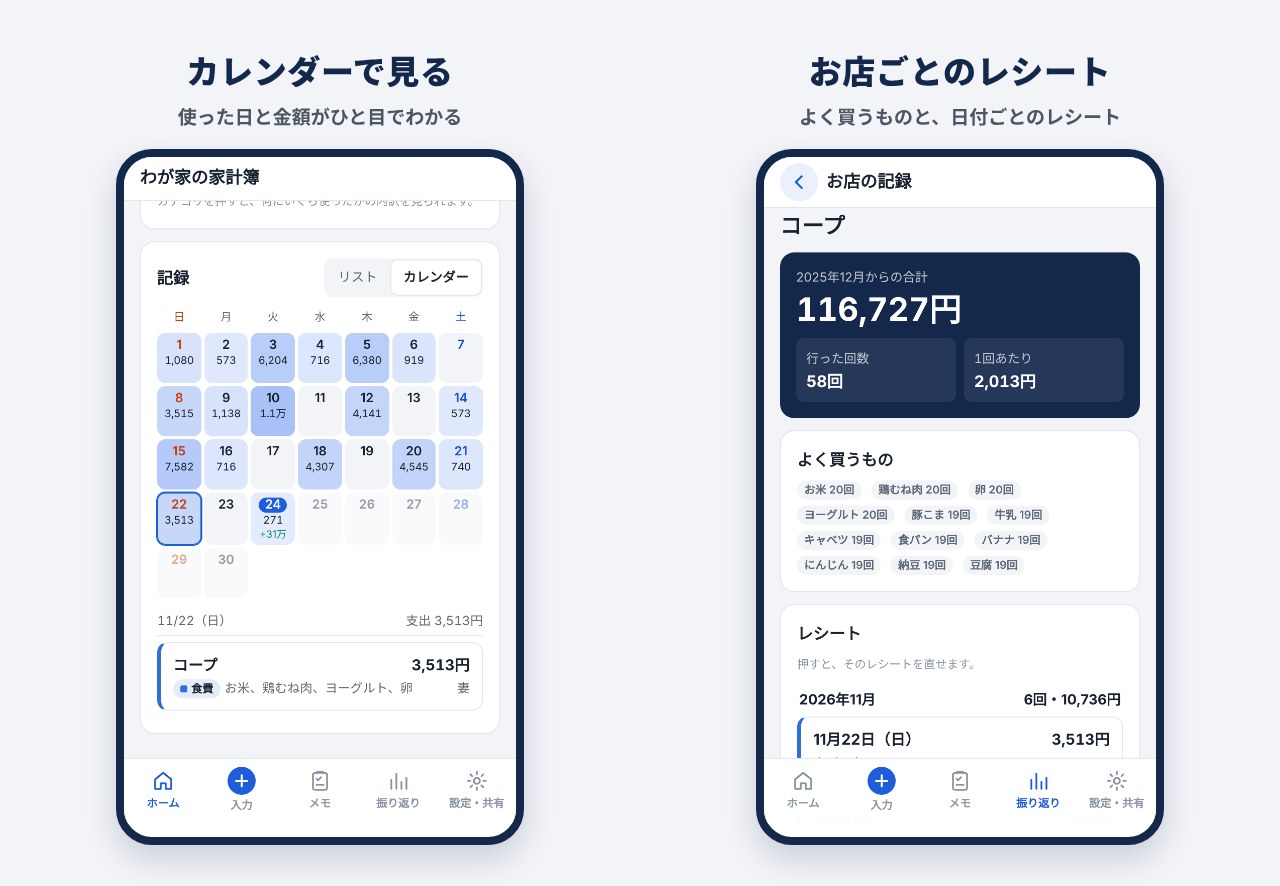 カレンダーで見る
使った日と金額がひと目でわかる
わが家の家計簿
記録
リスト カレンダー
日 月 火 水 木 金 土
1 2 3 4 5 6 7
1,080 573 6,204 716 6,380 919
8 9 10 11 12 13 14
3,515 1,138 1.1万 4,141 573
15 16 17 18 19 20 21
7,582 716 4,307 4,545 740
22 23 24 25 26 27 28
3,513 271
+31万
29 30
11/22（日） 支出 3,513円
コープ 3,513円
食費 お米、鶏むね肉、ヨーグルト、卵 妻
ホーム 入力 メモ 振り返り 設定・共有
お店ごとのレシート
よく買うものと、日付ごとのレシート
お店の記録
コープ
2025年12月からの合計
116,727円
行った回数 1回あたり
58回 2,013円
よく買うもの
お米 20回 鶏むね肉 20回 卵 20回
ヨーグルト 20回 豚こま 19回 牛乳 19回
キャベツ 19回 食パン 19回 バナナ 19回
にんじん 19回 納豆 19回 豆腐 19回
レシート
押すと、そのレシートを直せます。
2026年11月 6回・10,736円
11月22日（日） 3,513円
ホーム 入力 メモ 振り返り 設定・共有